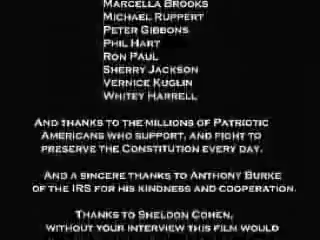 Marcella Brooks
Michael Ruppert
Peter Gibbons
Phil Hart
Ron Paul
Sherry Jackson
Vernice Kuglin
Whitey Harrell
And thanks to the millions of Patriotic
Americans who support, and fight to
preserve the Constitution every day.
And a sincere thanks to Anthony Burke
of the IRS for his kindness and cooperation.
Thanks to Sheldon Cohen,
without your interview this film would